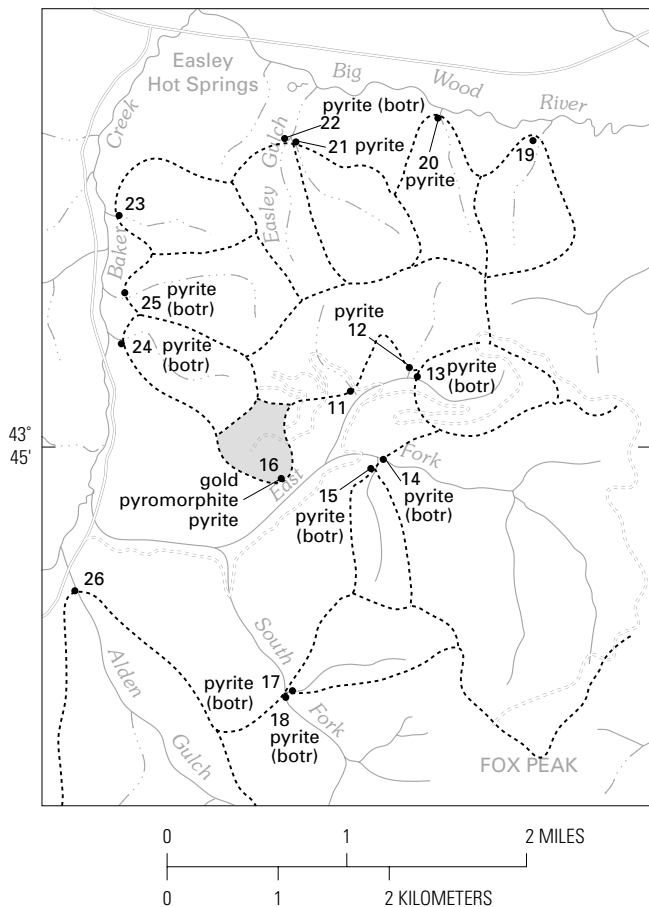 Easley
Hot Springs
Big Wood River
pyrite (botr)
22
21 pyrite
20
pyrite
19
Creek
Easley Gulch
23
Baker
25 pyrite
(botr)
24 pyrite
(botr)
pyrite
12
13 pyrite
(botr)
11
43°
45'
16
gold
pyromorphite
pyrite
East Fork
15
pyrite
(botr)
14
pyrite
(botr)
26
Alden
Gulch
South
Fork
17
pyrite
(botr)
18
pyrite
(botr)
FOX PEAK
0 1 2 MILES
0 1 2 KILOMETERS